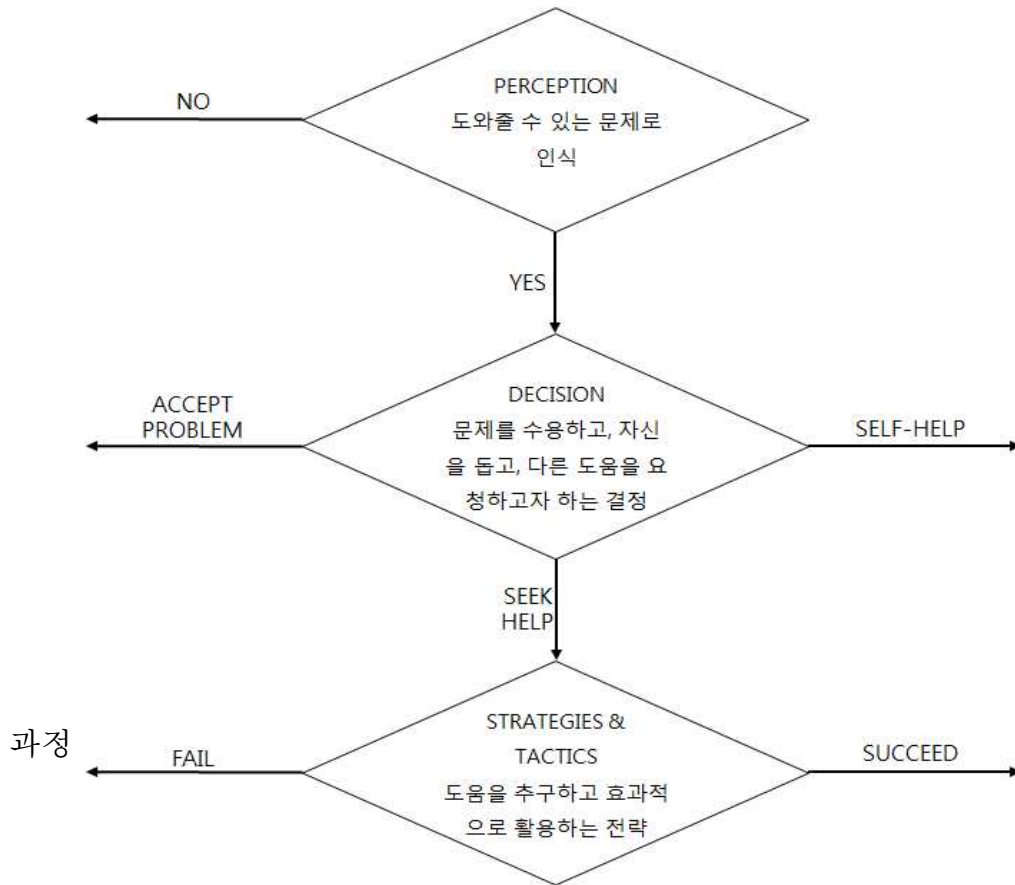 PERCEPTION
도와줄 수 있는 문제로
인식
NO
YES
DECISION
문제를 수용하고, 자신
을 돕고, 다른 도움을 요
청하고자 하는 결정
ACCEPT
PROBLEM
SELF-HELP
SEEK
HELP
STRATEGIES &
TACTICS
도움을 추구하고 효과적
으로 활용하는 전략
과정
FAIL
SUCCEED